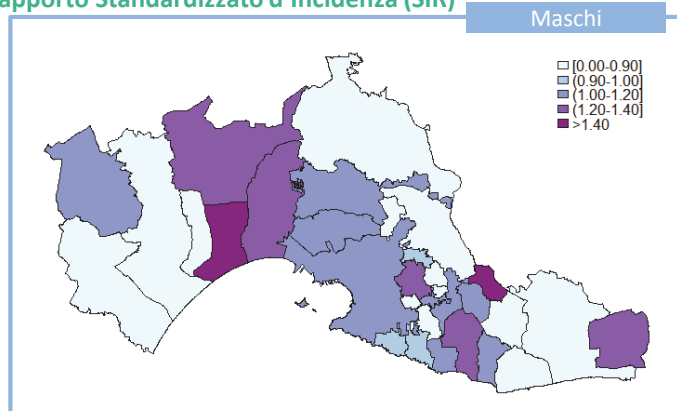 apporto Standardizzato d'Incidenza (SIR)
Maschi
[0.00-0.90]
(0.90-1.00]
(1.00-1.20]
(1.20-1.40]
>1.40